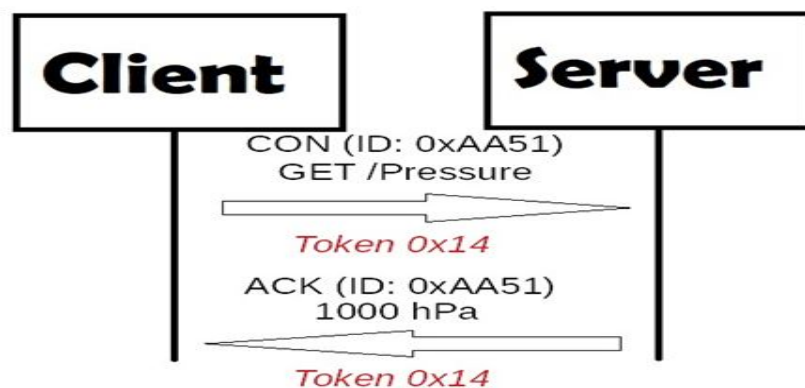 Client
Server
CON (ID: 0xAA51)
GET /Pressure
Token 0x14
ACK (ID: 0xAA51)
1000 hPa
Token 0x14